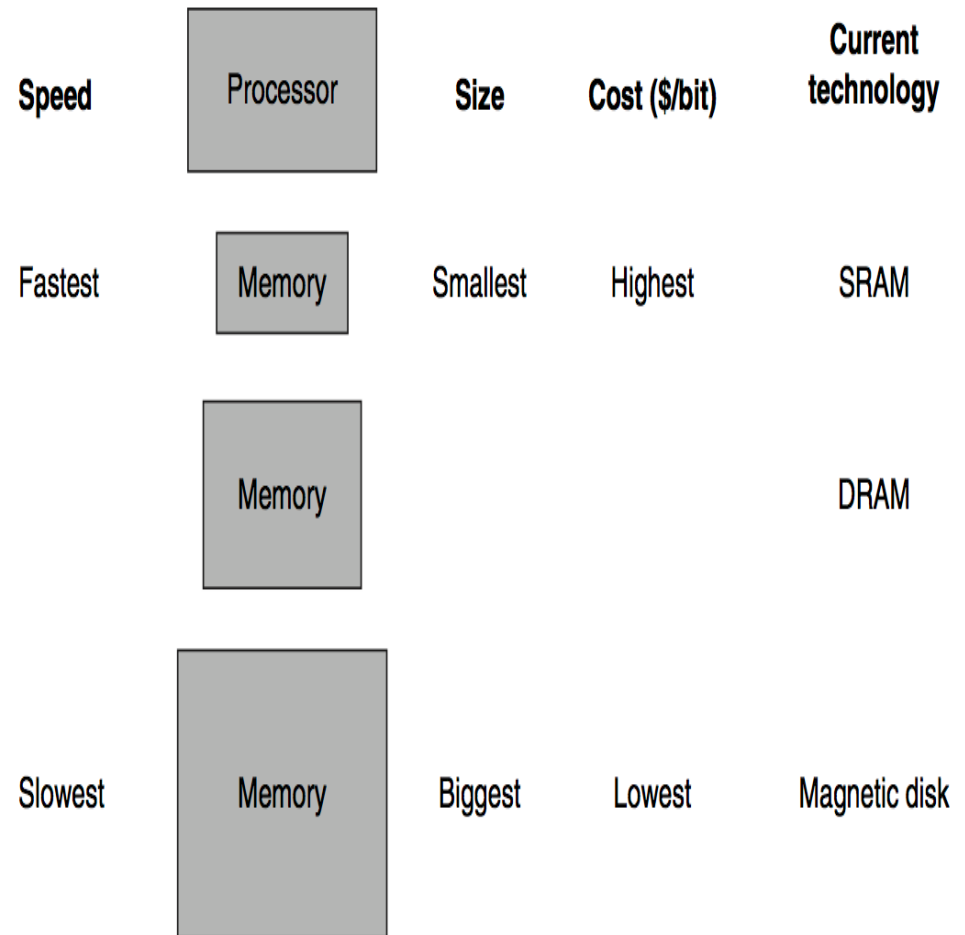 Speed Processor Size Cost ($/bit) Current
technology
Fastest Memory Smallest Highest SRAM
Memory DRAM
Slowest Memory Biggest Lowest Magnetic disk